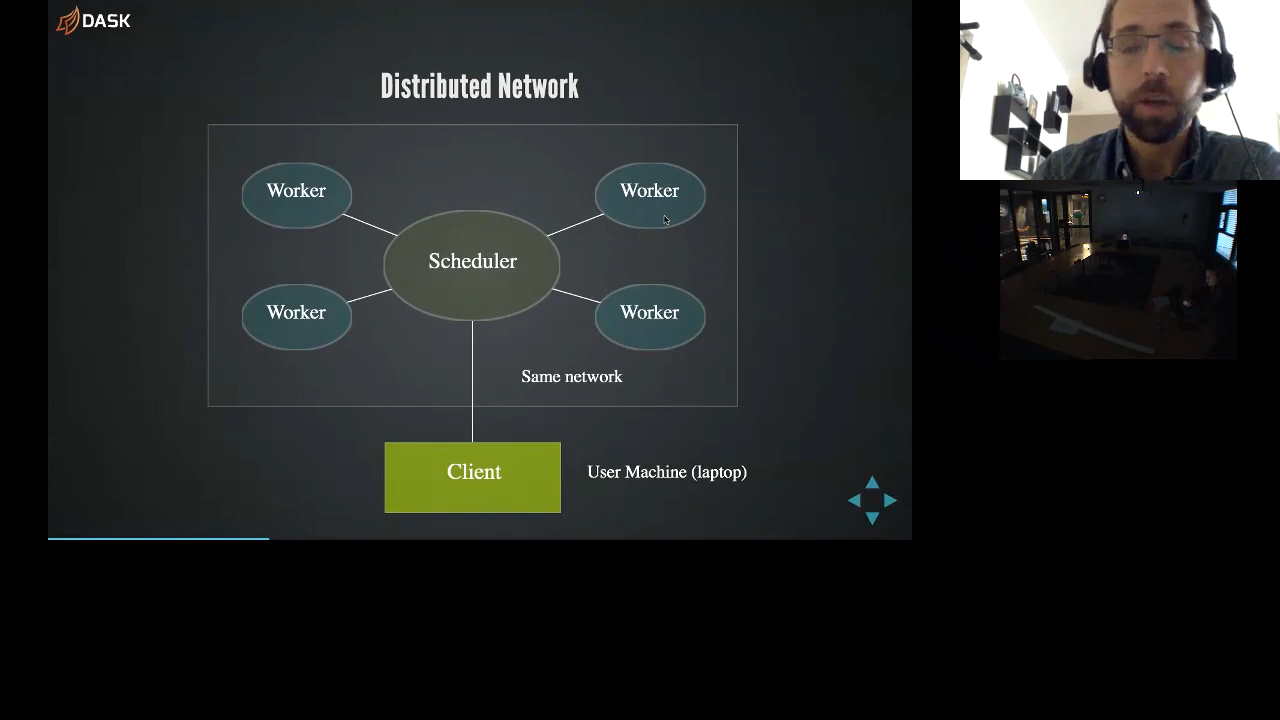 DASK
Distributed Network
Worker
Worker
Scheduler
Worker
Worker
Same network
Client
User Machine (laptop)